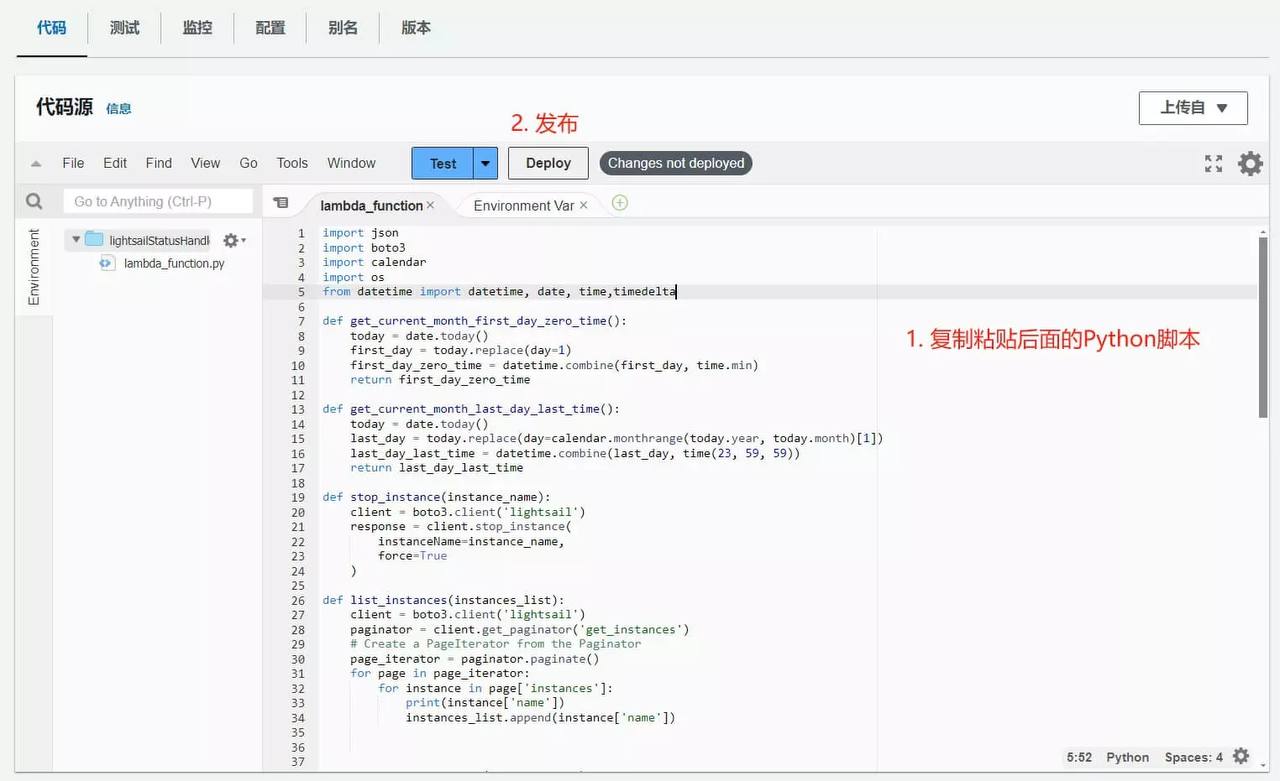 代码 测试 监控 配置 别名 版本
代码源 信息
上传自
2. 发布
File Edit Find View Go Tools Window Test Deploy Changes not deployed
Go to Anything (Ctrl-P)
lambda_function × Environment Var ×
Environment
lightsailStatusHandl
lambda_function.py
1 import json
2 import boto3
3 import calendar
4 import os
5 from datetime import datetime, date, time,timedelta
6
7 def get_current_month_first_day_zero_time():
8 today = date.today()
9 first_day = today.replace(day=1)
10 first_day_zero_time = datetime.combine(first_day, time.min)
11 return first_day_zero_time
12
13 def get_current_month_last_day_last_time():
14 today = date.today()
15 last_day = today.replace(day=calendar.monthrange(today.year, today.month)[1])
16 last_day_last_time = datetime.combine(last_day, time(23, 59, 59))
17 return last_day_last_time
18
19 def stop_instance(instance_name):
20 client = boto3.client('lightsail')
21 response = client.stop_instance(
22 instanceName=instance_name,
23 force=True
24 )
25
26 def list_instances(instances_list):
27 client = boto3.client('lightsail')
28 paginator = client.get_paginator('get_instances')
29 # Create a PageIterator from the Paginator
30 page_iterator = paginator.paginate()
31 for page in page_iterator:
32 for instance in page['instances']:
33 print(instance['name'])
34 instances_list.append(instance['name'])
35
36
37
1. 复制粘贴后面的Python脚本
5:52 Python Spaces: 4